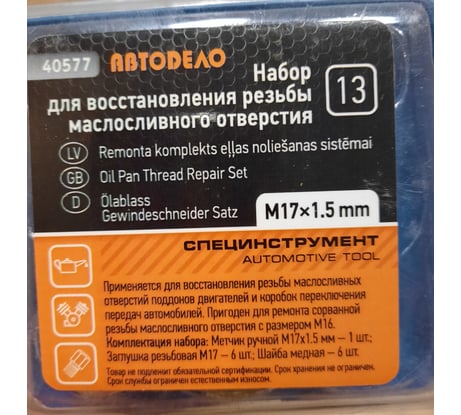 40577
АВТОДЕЛО
Набор
для восстановления резьбы
маслосливного отверстия
13
LV Remonta komplekts eļļas noliešanas sistēmai
GB Oil Pan Thread Repair Set
D Ölablass
Gewindeschneider Satz
M17×1.5 mm
СПЕЦИНСТРУМЕНТ
AUTOMOTIVE TOOL
Применяется для восстановления резьбы маслосливных
отверстий поддонов двигателей и коробок переключения
передач автомобилей. Пригоден для ремонта сорванной
резьбы маслосливного отверстия с размером М16.
Комплектация набора: Метчик ручной М17х1.5 мм – 1 шт.;
Заглушка резьбовая М17 – 6 шт.; Шайба медная – 6 шт.
Товар не подлежит обязательной сертификации. Срок хранения не ограничен.
Срок службы ограничен естественным износом.